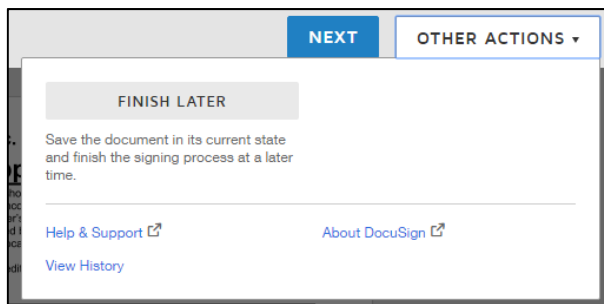 NEXT
OTHER ACTIONS ▾
FINISH LATER
Save the document in its current state
and finish the signing process at a later
time.
Help & Support
About DocuSign
View History